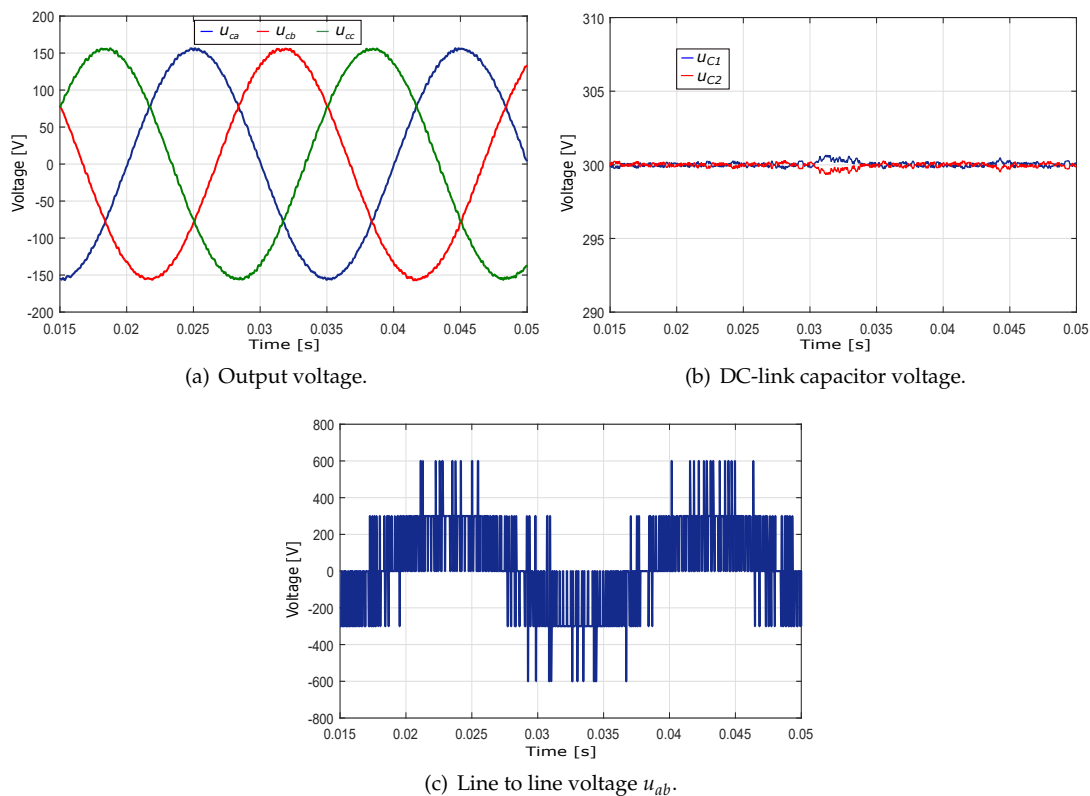 200
150
100
50
0
-50
-100
-150
-200
Voltage [V]
u_ca u_cb u_cc
0.015 0.02 0.025 0.03 0.035 0.04 0.045 0.05
Time [s]
(a) Output voltage.
310
305
300
295
290
Voltage [V]
u_C1
u_C2
0.015 0.02 0.025 0.03 0.035 0.04 0.045 0.05
Time [s]
(b) DC-link capacitor voltage.
800
600
400
200
0
-200
-400
-600
-800
Voltage [V]
0.015 0.02 0.025 0.03 0.035 0.04 0.045 0.05
Time [s]
(c) Line to line voltage u_ab.